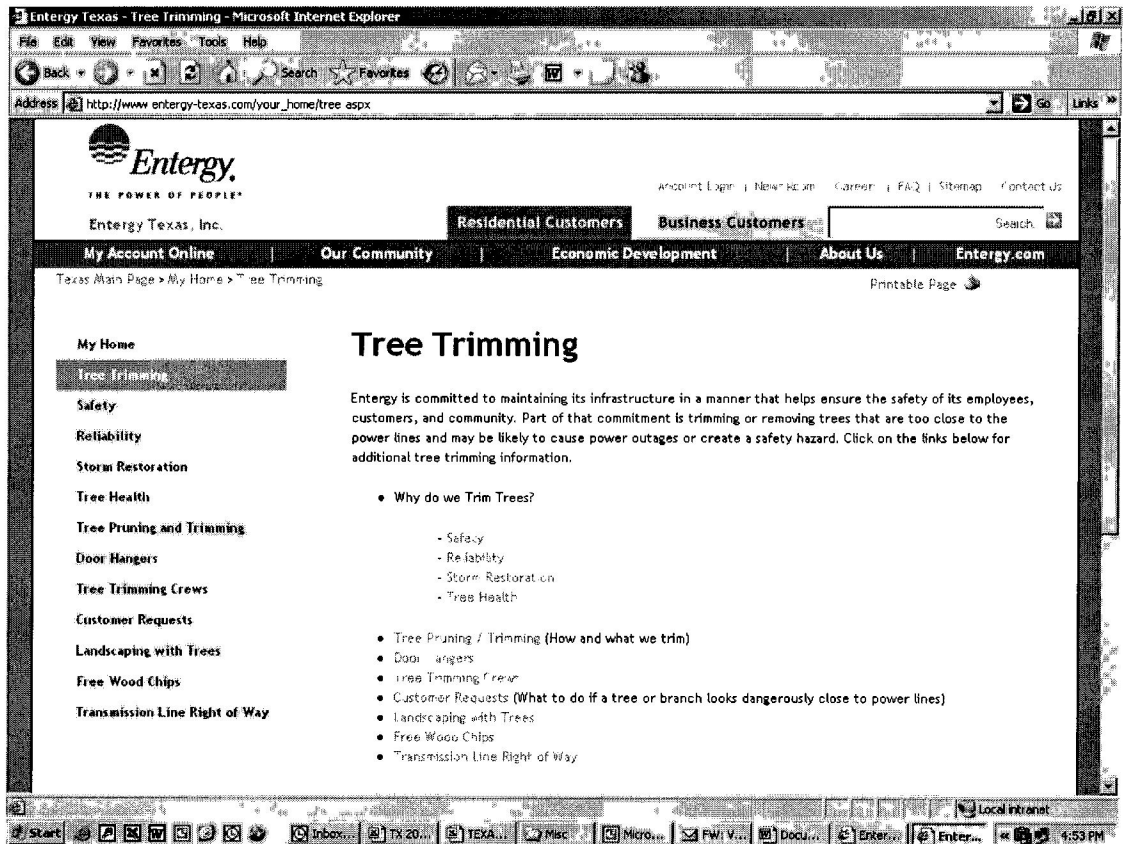 Entergy Texas - Tree Trimming - Microsoft Internet Explorer
File Edit View Favorites Tools Help
Back Search Favorites
Address http://www entergy-texas.com/your_home/tree aspx Go Links »
Entergy.
THE POWER OF PEOPLE®
Account Login | News Room Careers | FAQ | Sitemap Contact Us
Entergy Texas, Inc. Residential Customers Business Customers Search
My Account Online | Our Community | Economic Development | About Us | Entergy.com
Texas Main Page > My Home > Tree Trimming Printable Page
My Home
Tree Trimming
Safety
Reliability
Storm Restoration
Tree Health
Tree Pruning and Trimming
Door Hangers
Tree Trimming Crews
Customer Requests
Landscaping with Trees
Free Wood Chips
Transmission Line Right of Way
Tree Trimming
Entergy is committed to maintaining its infrastructure in a manner that helps ensure the safety of its employees,
customers, and community. Part of that commitment is trimming or removing trees that are too close to the
power lines and may be likely to cause power outages or create a safety hazard. Click on the links below for
additional tree trimming information.
• Why do we Trim Trees?
- Safety
- Reliability
- Storm Restoration
- Tree Health
• Tree Pruning / Trimming (How and what we trim)
• Door Hangers
• Tree Trimming Crews
• Customer Requests (What to do if a tree or branch looks dangerously close to power lines)
• Landscaping with Trees
• Free Wood Chips
• Transmission Line Right of Way
Local intranet
Start Inbox... TX 20... TEXA... Misc Micro... FW: V... Docu... Enter... Enter... « 4:53 PM